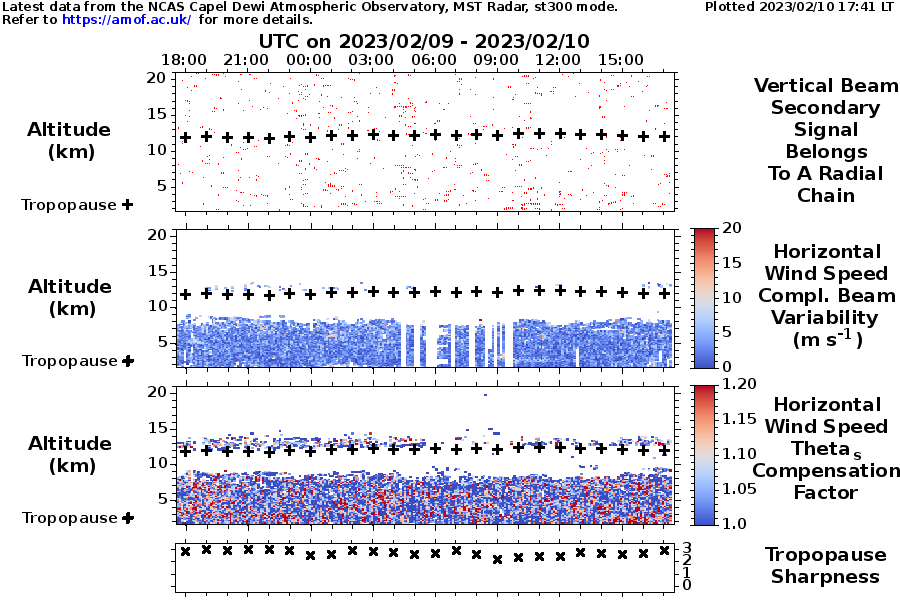 Latest data from the NCAS Capel Dewi Atmospheric Observatory, MST Radar, st300 mode.
Plotted 2023/02/10 17:41 LT
Refer to https://amof.ac.uk/ for more details.
UTC on 2023/02/09 - 2023/02/10
18:00 21:00 00:00 03:00 06:00 09:00 12:00 15:00
20
15
10
5
Altitude
(km)
Tropopause +
Vertical Beam
Secondary
Signal
Belongs
To A Radial
Chain
20
15
10
5
Altitude
(km)
Tropopause +
20
15
10
5
0
Horizontal
Wind Speed
Compl. Beam
Variability
(m s-1)
20
15
10
5
Altitude
(km)
Tropopause +
1.20
1.15
1.10
1.05
1.0
Horizontal
Wind Speed
Theta s
Compensation
Factor
3
2
1
0
Tropopause
Sharpness